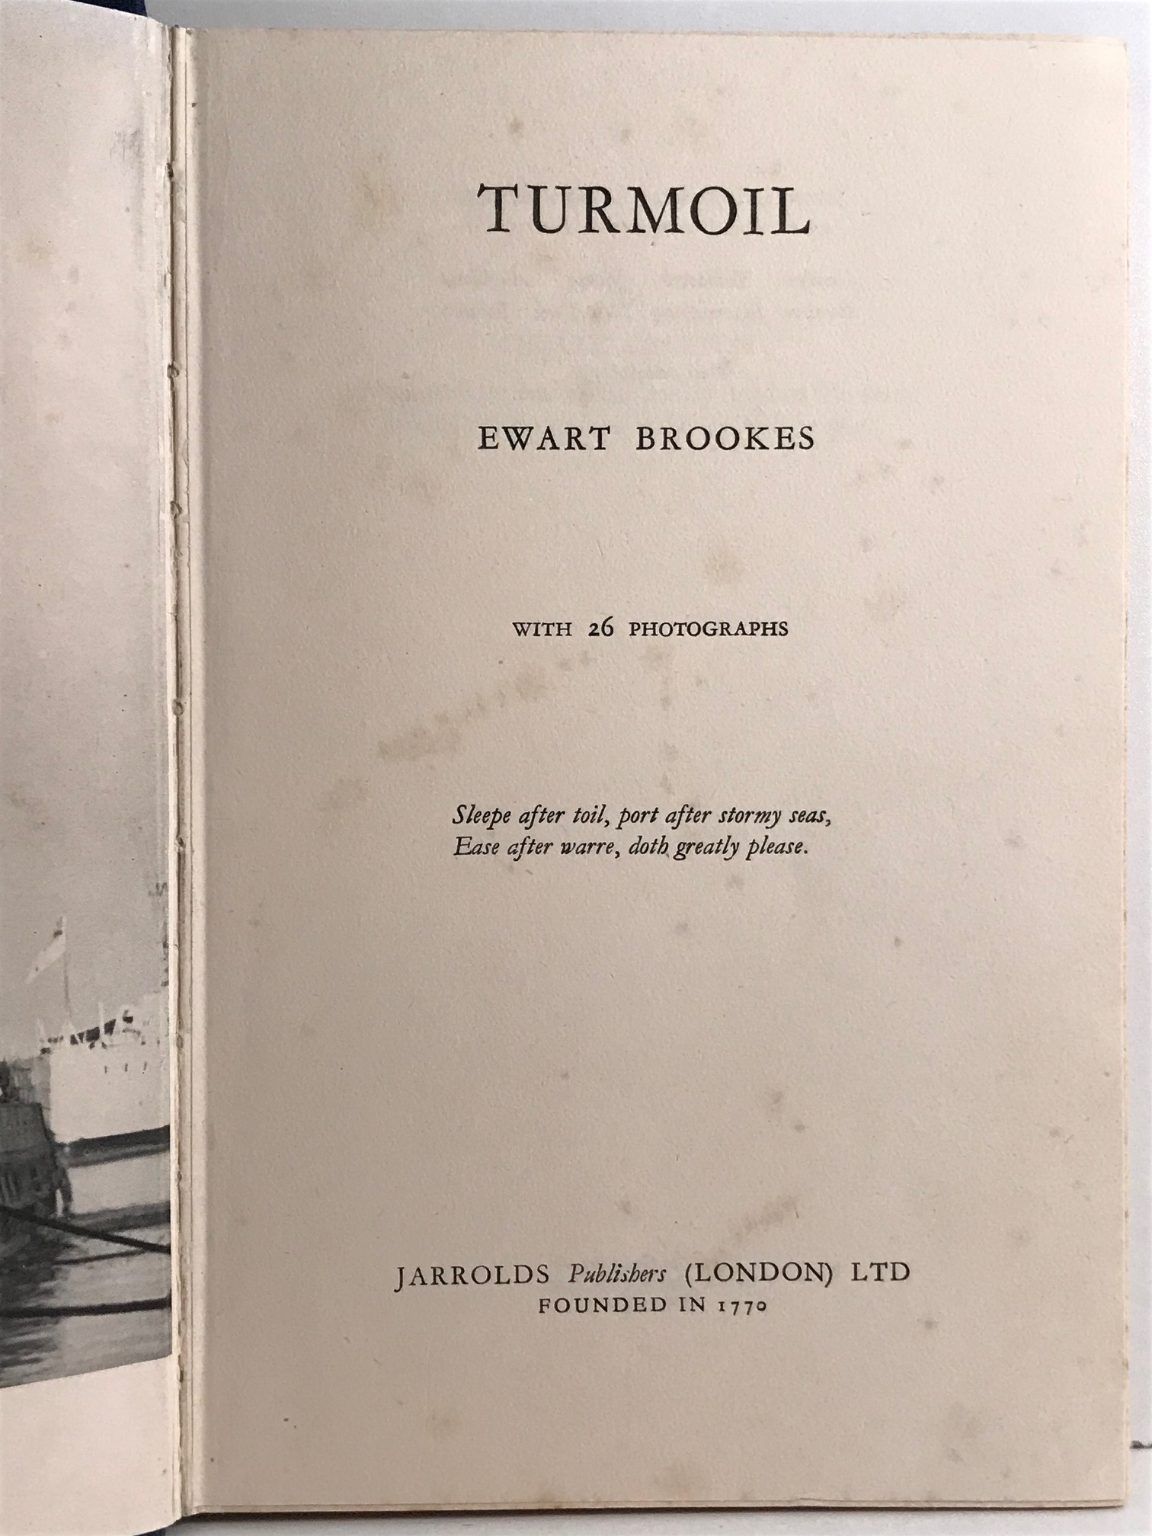 TURMOIL
EWART BROOKES
WITH 26 PHOTOGRAPHS
Sleepe after toil, port after stormy seas,
Ease after warre, doth greatly please.
JARROLDS Publishers (LONDON) LTD
FOUNDED IN 1770